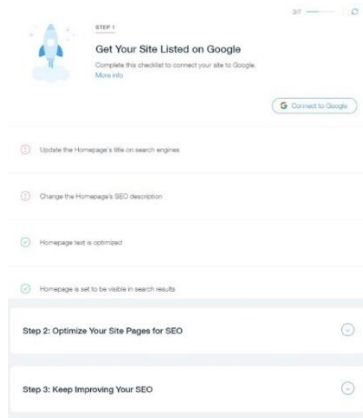 STEP 1
Get Your Site Listed on Google
Complete this checklist to connect your site to Google.
More info
Connect to Google
Update the Homepage's title on search engines
Change the Homepage's SEO description
Homepage text is optimized
Homepage is set to be visible in search results
Step 2: Optimize Your Site Pages for SEO
Step 3: Keep Improving Your SEO